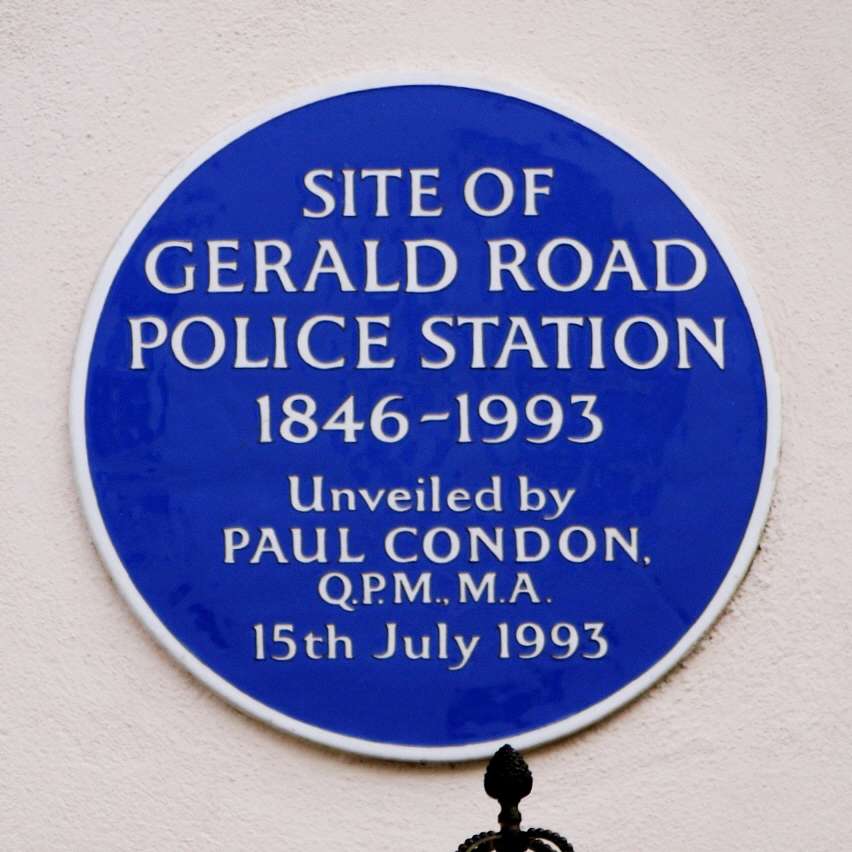 SITE OF
GERALD ROAD
POLICE STATION
1846-1993
Unveiled by
PAUL CONDON,
Q.P.M., M.A.
15th July 1993